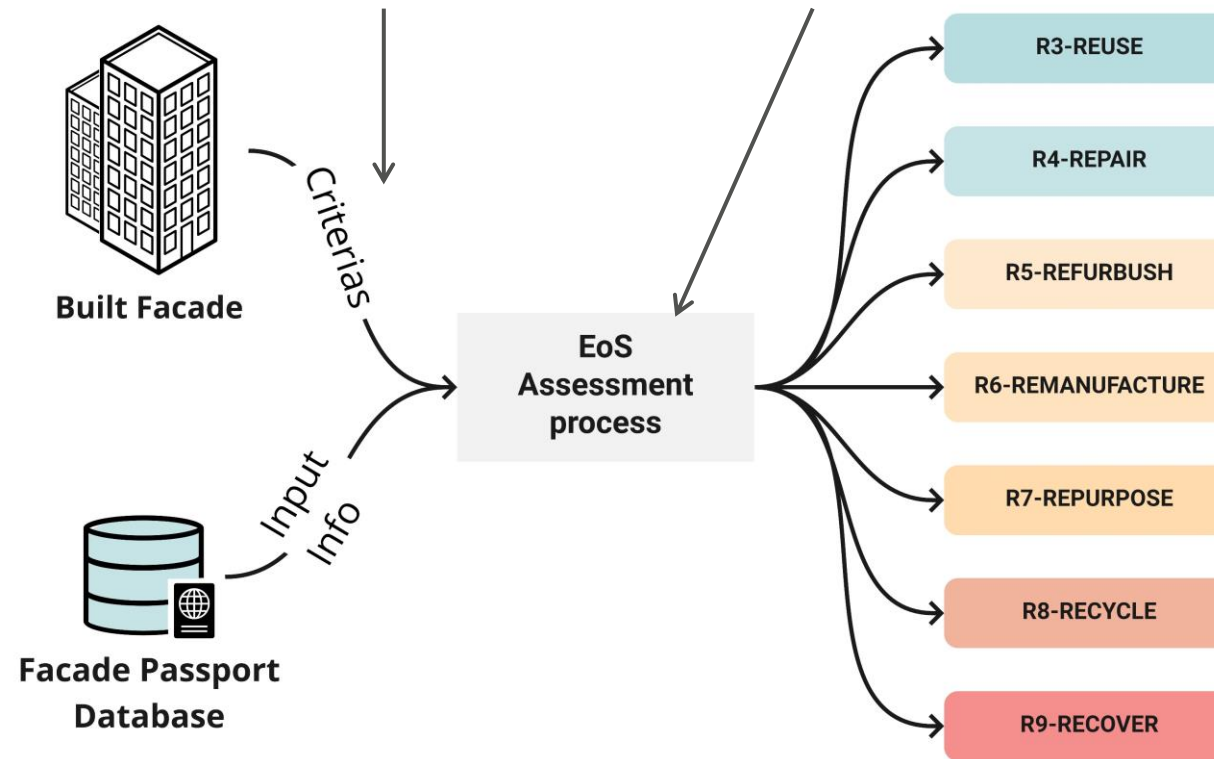 Built Facade
Criterias
Input
Info
Facade Passport
Database
EoS
Assessment
process
R3-REUSE
R4-REPAIR
R5-REFURBUSH
R6-REMANUFACTURE
R7-REPURPOSE
R8-RECYCLE
R9-RECOVER